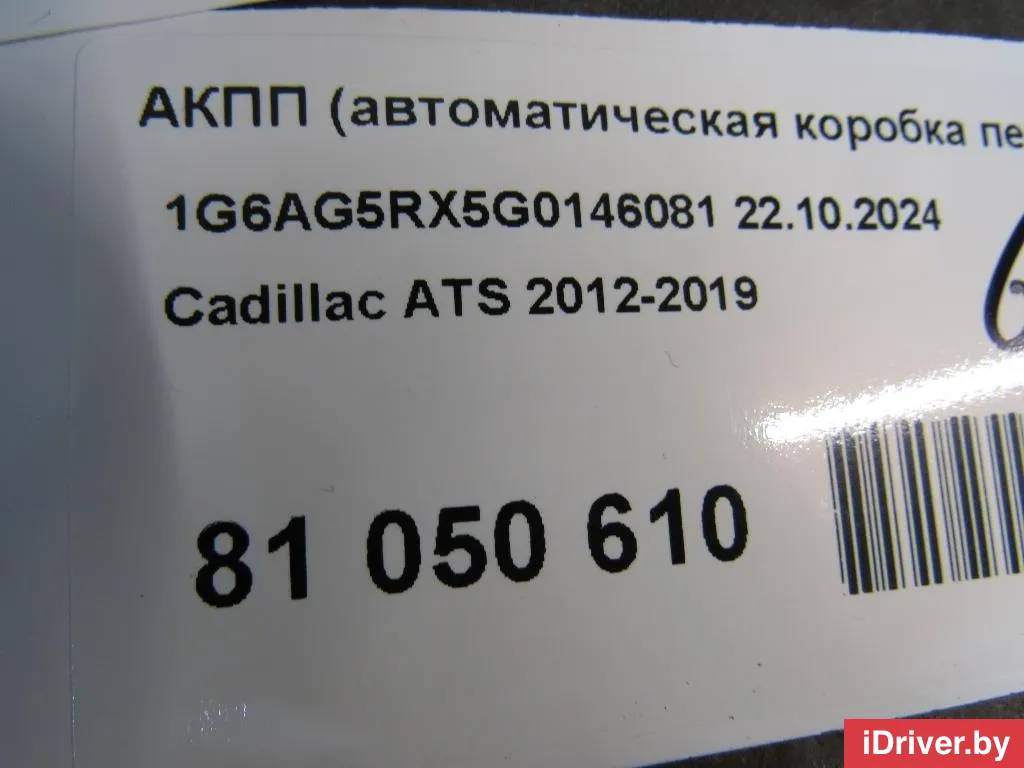 АКПП (автоматическая коробка пе
1G6AG5RX5G0146081 22.10.2024
Cadillac ATS 2012-2019
81 050 610
iDriver.by